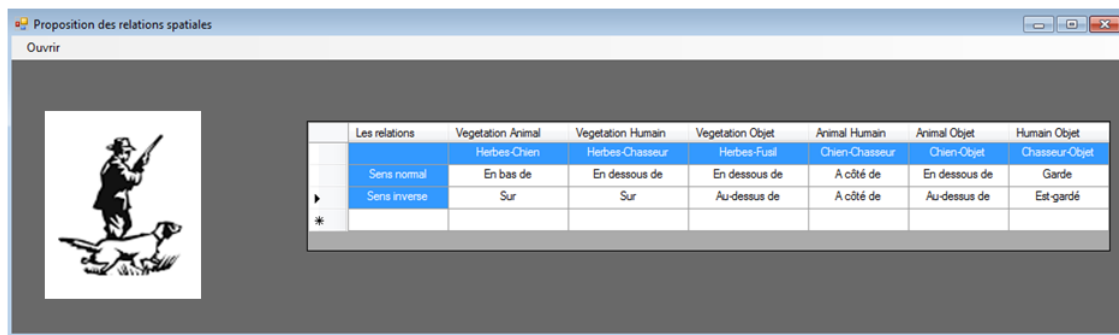 Proposition des relations spatiales
Ouvrir
Les relations Vegetation Animal Vegetation Humain Vegetation Objet Animal Humain Animal Objet Humain Objet
Herbes-Chien Herbes-Chasseur Herbes-Fusil Chien-Chasseur Chien-Objet Chasseur-Objet
Sens normal En bas de En dessous de En dessous de A côté de En dessous de Garde
Sens inverse Sur Sur Au-dessus de A côté de Au-dessus de Est-gardé